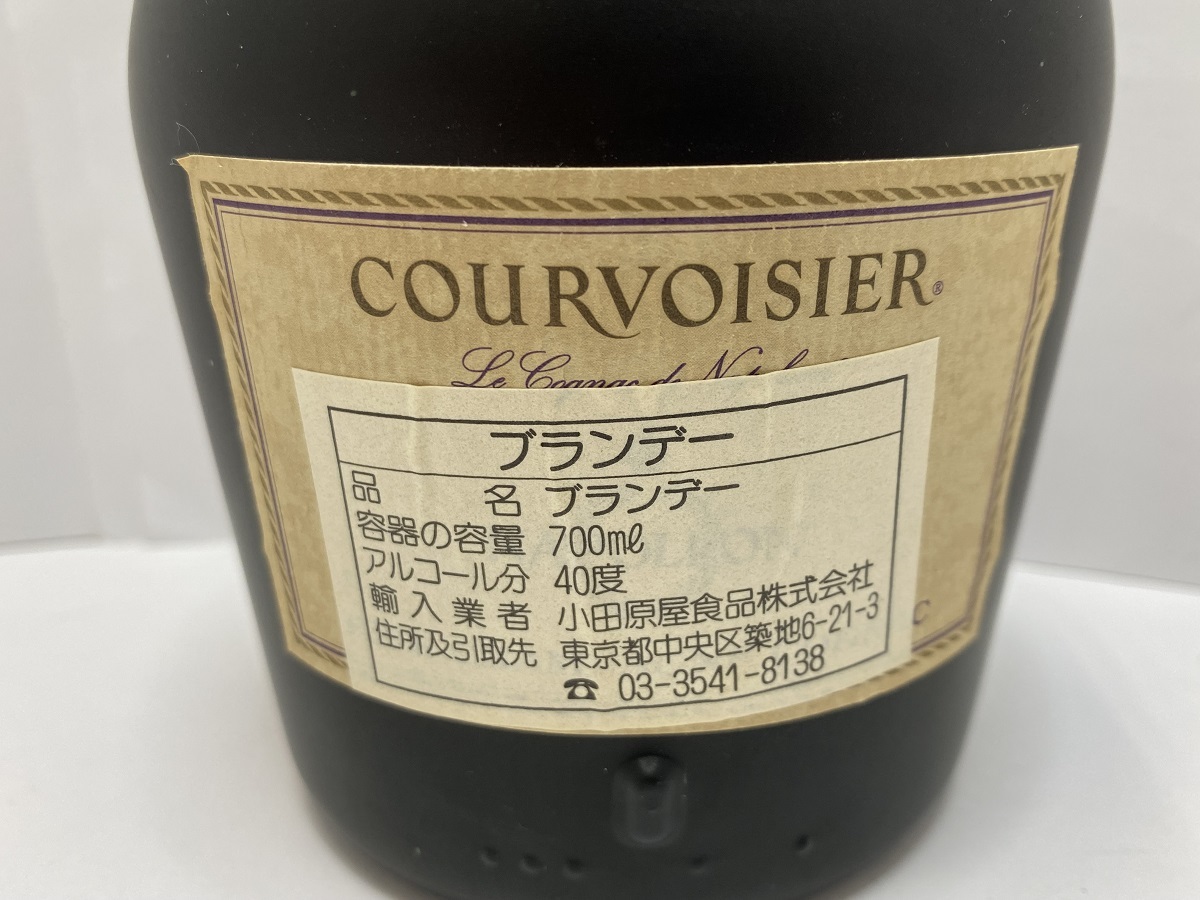 COURVOISIER®
Le Cognac de
ブランデー
品名 ブランデー
容器の容量 700mℓ
アルコール分 40度
輸入業者 小田原屋食品株式会社
住所及引取先 東京都中央区築地6-21-3
☎ 03-3541-8138
C